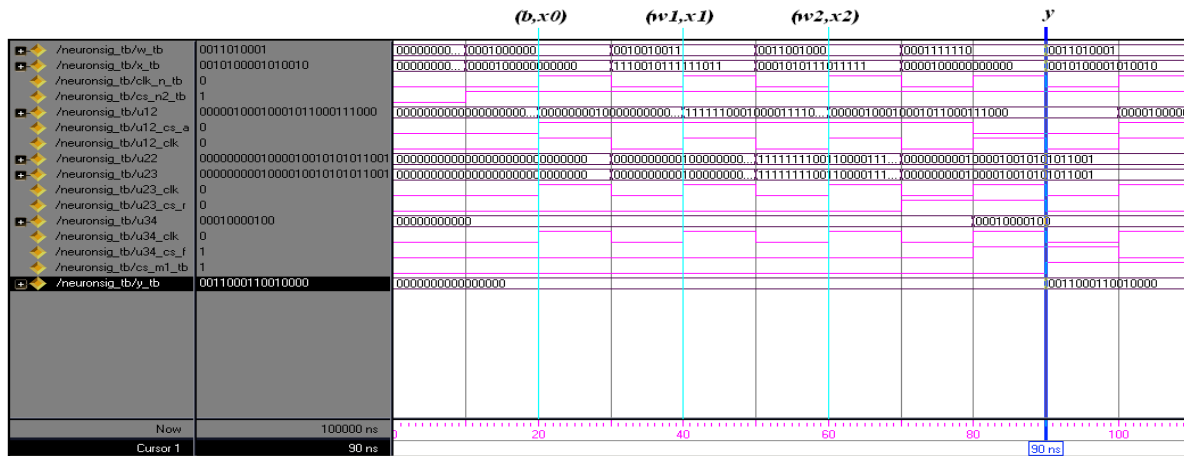 (b,x0) (w1,x1) (w2,x2) y
/neuronsig_tb/w_tb 0011010001 00000000... 0001000000 0010010011 0011001000 0001111110 0011010001
/neuronsig_tb/x_tb 0010100001010010 00000000... 0000100000000000 1110010111111011 0001010111011111 0000100000000000 0010100001010010
/neuronsig_tb/clk_n_tb 0
/neuronsig_tb/cs_n2_tb 1
/neuronsig_tb/u12 00000100010001011000111000
/neuronsig_tb/u12_cs_a 0
/neuronsig_tb/u12_clk 0
/neuronsig_tb/u22
/neuronsig_tb/u23
/neuronsig_tb/u23_clk 0
/neuronsig_tb/u23_cs_r 0
/neuronsig_tb/u34 00010000100 00000000000 00010000100
/neuronsig_tb/u34_clk 0
/neuronsig_tb/u34_cs_f 1
/neuronsig_tb/cs_m1_tb 1
/neuronsig_tb/y_tb 0011000110010000 0000000000000000 0011000110010000
Now 100000 ns 0 20 40 60 80 100
Cursor 1 90 ns 90 ns